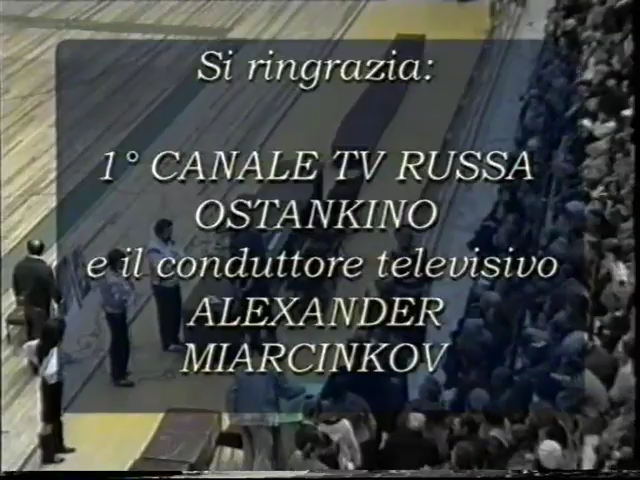 Si ringrazia:
1° CANALE TV RUSSA
OSTANKINO
e il conduttore televisivo
ALEXANDER
MIARCINKOV